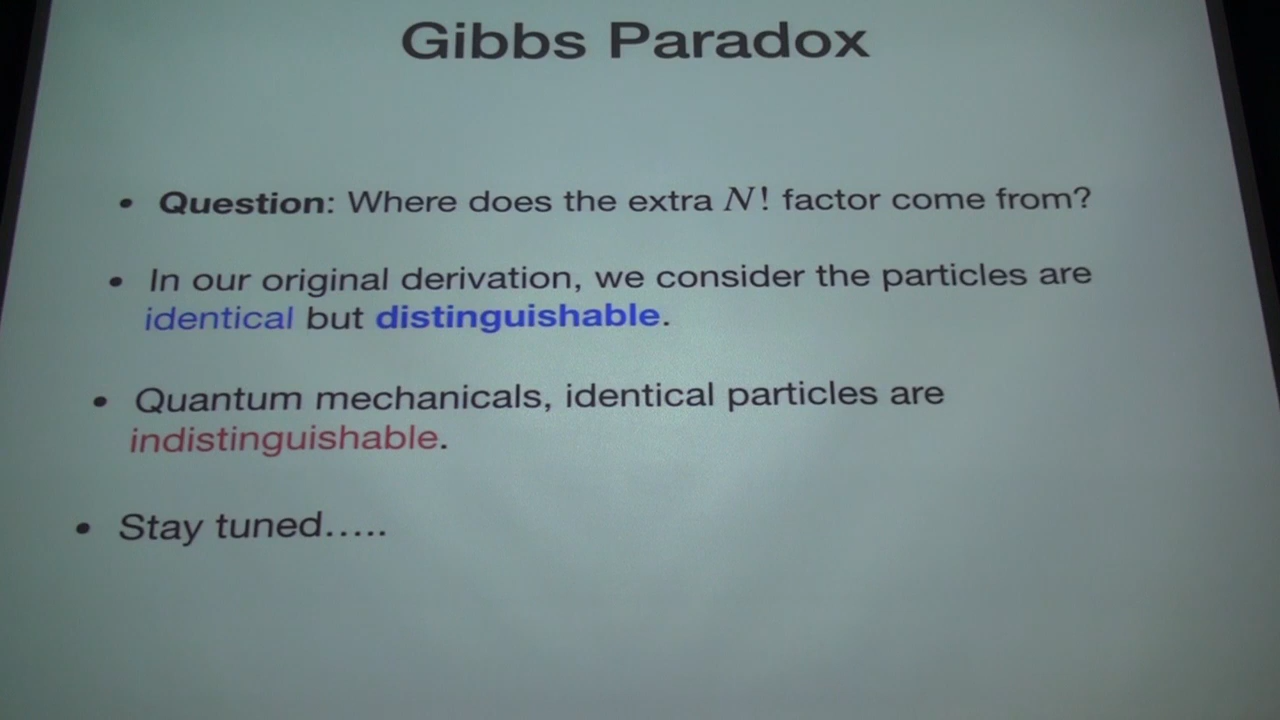 Gibbs Paradox
• Question: Where does the extra N! factor come from?
• In our original derivation, we consider the particles are
identical but distinguishable.
• Quantum mechanicals, identical particles are
indistinguishable.
• Stay tuned…..